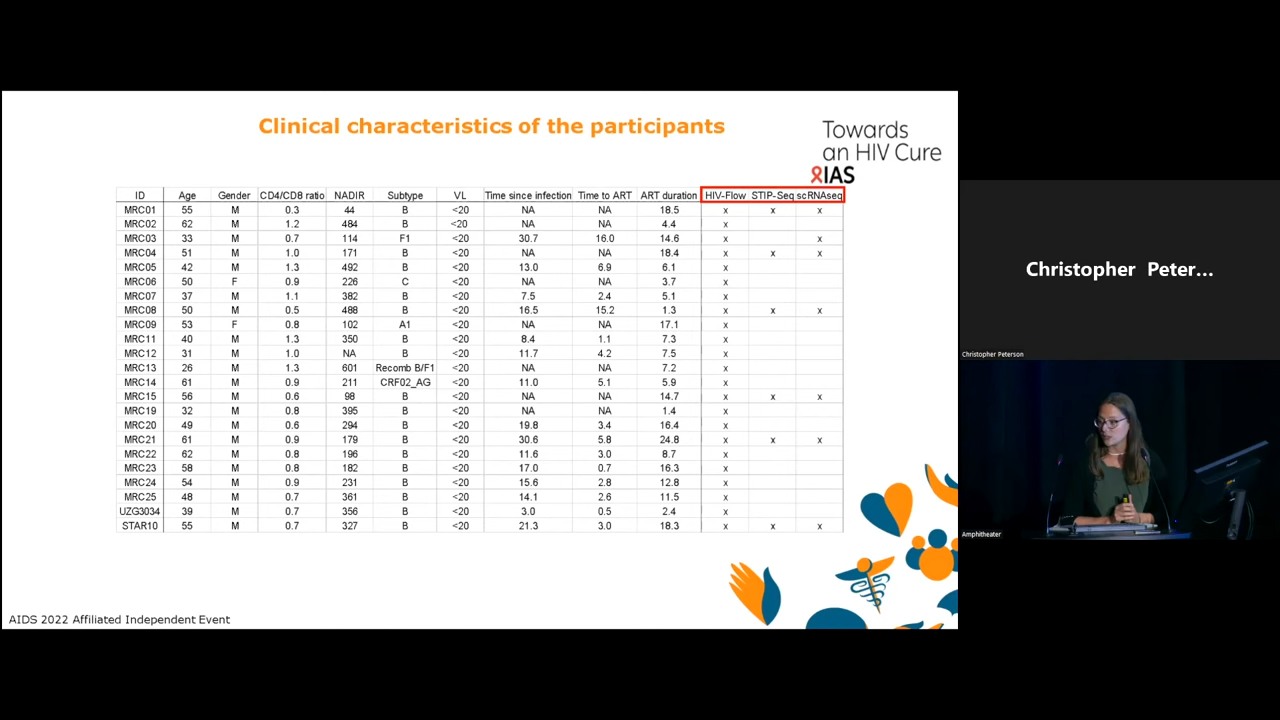 Clinical characteristics of the participants
Towards
an HIV Cure
IAS
ID Age Gender CD4/CD8 ratio NADIR Subtype VL Time since infection Time to ART ART duration HIV-Flow STIP-Seq scRNAseq
MRC01 55 M 0.3 44 B <20 NA NA 18.5 x x x
MRC02 62 M 1.2 484 B <20 NA NA 4.4 x
MRC03 33 M 0.7 114 F1 <20 30.7 16.0 14.6 x x
MRC04 51 M 1.0 171 B <20 NA NA 18.4 x x x
MRC05 42 M 1.3 492 B <20 13.0 6.9 6.1 x
MRC06 50 F 0.9 226 C <20 NA NA 3.7 x
MRC07 37 M 1.1 382 B <20 7.5 2.4 5.1 x
MRC08 50 M 0.5 488 B <20 16.5 15.2 1.3 x x x
MRC09 53 F 0.8 102 A1 <20 NA NA 17.1 x
MRC11 40 M 1.3 350 B <20 8.4 1.1 7.3 x
MRC12 31 M 1.0 NA B <20 11.7 4.2 7.5 x
MRC13 26 M 1.3 601 Recomb B/F1 <20 NA NA 7.2 x
MRC14 61 M 0.9 211 CRF02_AG <20 11.0 5.1 5.9 x
MRC15 56 M 0.6 98 B <20 NA NA 14.7 x x x
MRC19 32 M 0.8 395 B <20 NA NA 1.4 x
MRC20 49 M 0.6 294 B <20 19.8 3.4 16.4 x
MRC21 61 M 0.9 179 B <20 30.6 5.8 24.8 x x x
MRC22 62 M 0.8 196 B <20 11.6 3.0 8.7 x
MRC23 58 M 0.8 182 B <20 17.0 0.7 16.3 x
MRC24 54 M 0.9 231 B <20 15.6 2.8 12.8 x
MRC25 48 M 0.7 361 B <20 14.1 2.6 11.5 x
UZG3034 39 M 0.7 356 B <20 3.0 0.5 2.4 x
STAR10 55 M 0.7 327 B <20 21.3 3.0 18.3 x x x
AIDS 2022 Affiliated Independent Event
Christopher Peter...
Christopher Peterson
Amphitheater